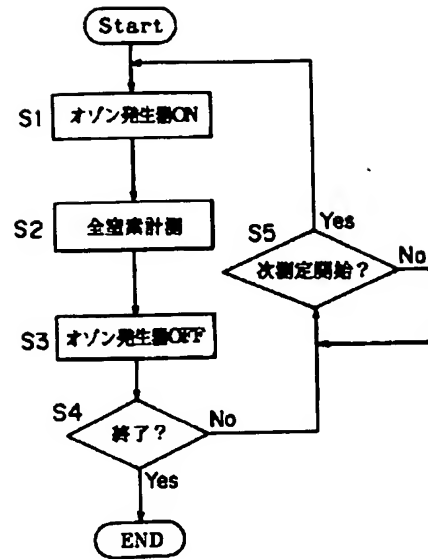 Start
S1
オゾン発生器ON
S2
全窒素計測
S3
オゾン発生器OFF
S4
終了?
No
Yes
END
S5
次測定開始?
Yes
No